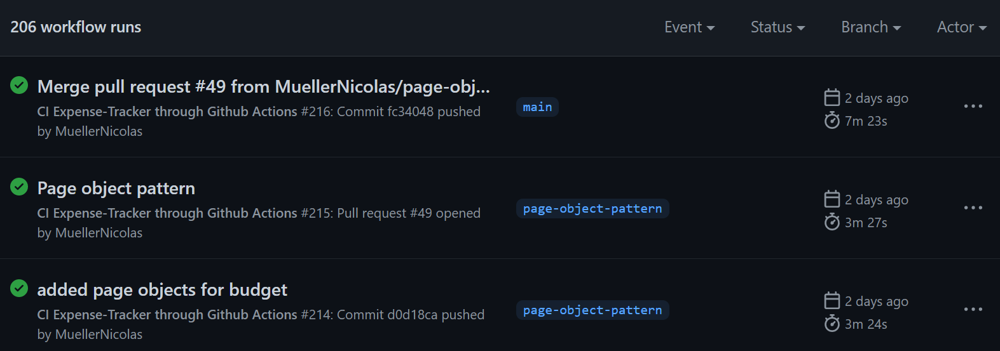 206 workflow runs
Event Status Branch Actor
Merge pull request #49 from MuellerNicolas/page-obj...
CI Expense-Tracker through Github Actions #216: Commit fc34048 pushed
by MuellerNicolas
main
2 days ago
7m 23s
Page object pattern
CI Expense-Tracker through Github Actions #215: Pull request #49 opened
by MuellerNicolas
page-object-pattern
2 days ago
3m 27s
added page objects for budget
CI Expense-Tracker through Github Actions #214: Commit d0d18ca pushed
by MuellerNicolas
page-object-pattern
2 days ago
3m 24s